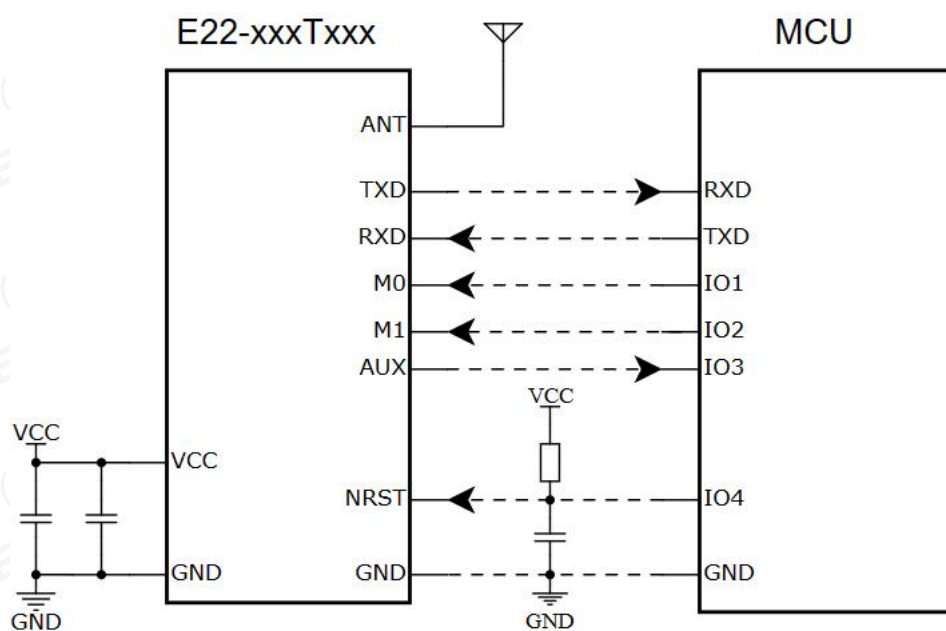 E22-xxxTxxx
MCU
ANT
TXD
RXD
RXD
TXD
M0
IO1
M1
IO2
AUX
IO3
VCC
VCC
VCC
NRST
IO4
GND
GND
GND
GND
GND